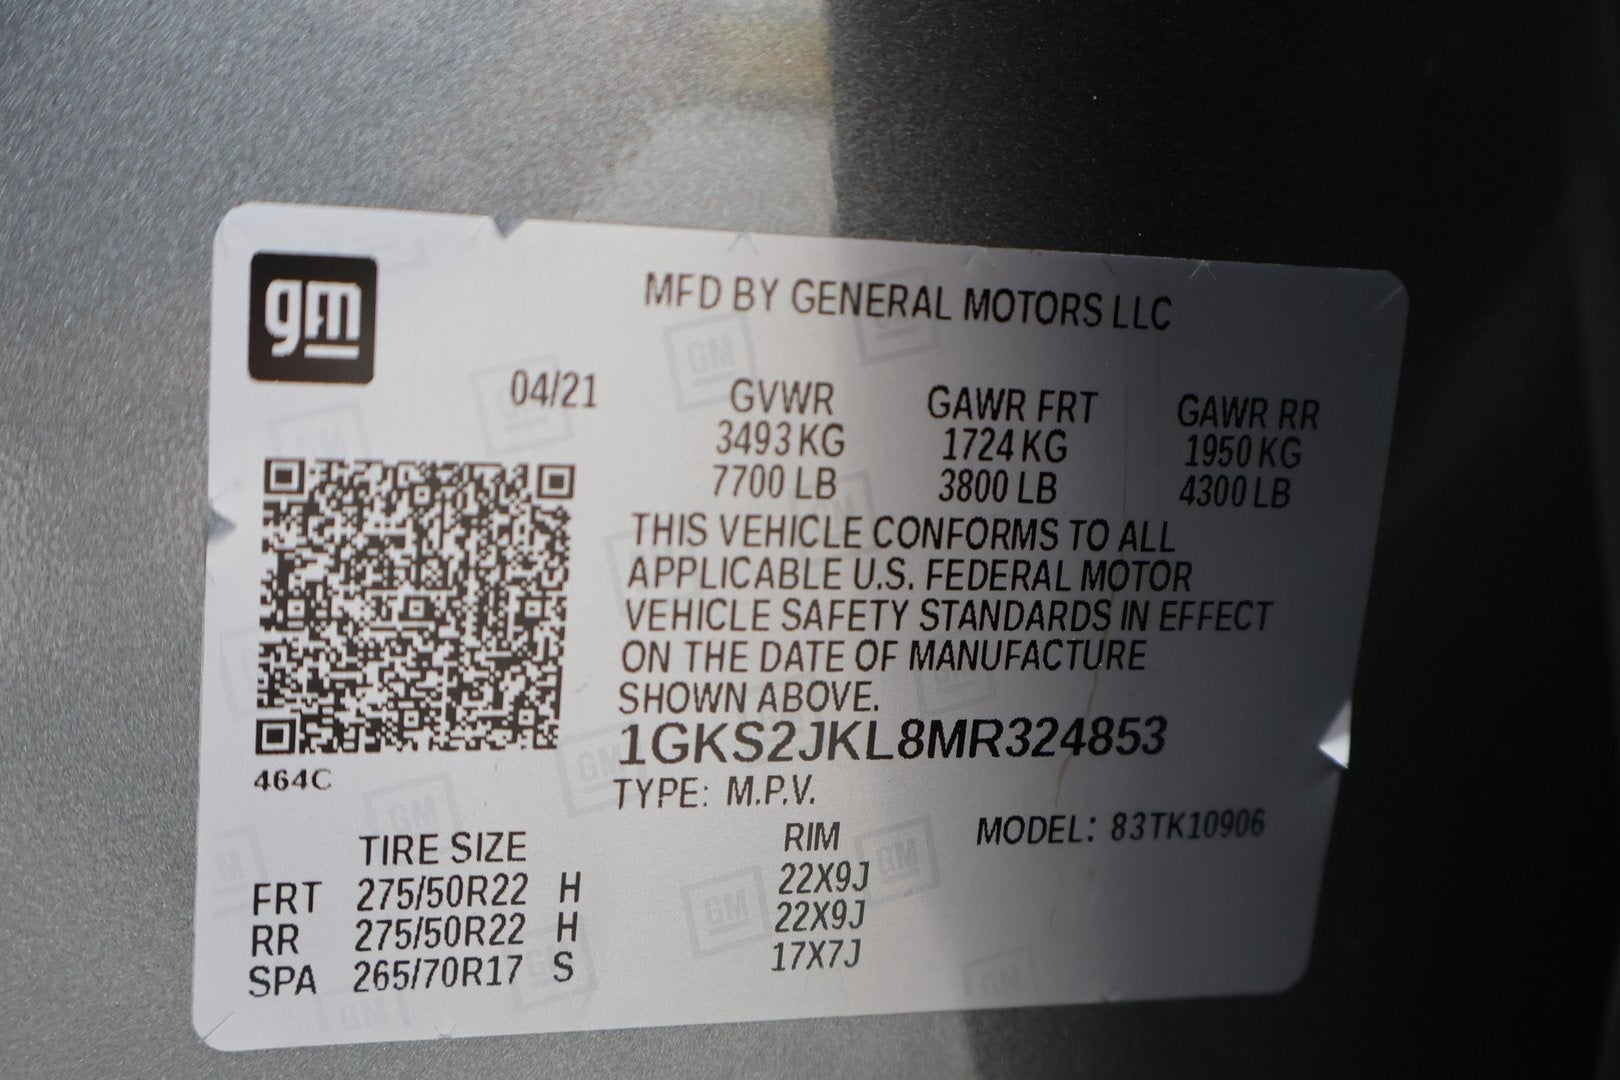 gm
MFD BY GENERAL MOTORS LLC
04/21
GVWR GAWR FRT GAWR RR
3493 KG 1724 KG 1950 KG
7700 LB 3800 LB 4300 LB
THIS VEHICLE CONFORMS TO ALL
APPLICABLE U.S. FEDERAL MOTOR
VEHICLE SAFETY STANDARDS IN EFFECT
ON THE DATE OF MANUFACTURE
SHOWN ABOVE.
1GKS2JKL8MR324853
464C
TYPE: M.P.V.
MODEL: 83TK10906
TIRE SIZE RIM
FRT 275/50R22 H 22X9J
RR 275/50R22 H 22X9J
SPA 265/70R17 S 17X7J